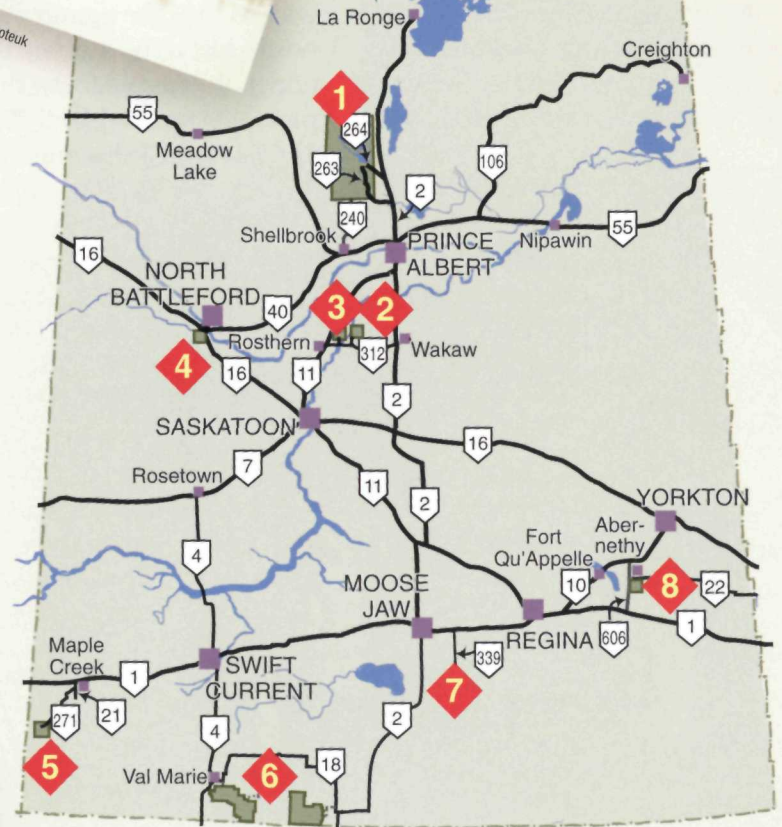 La Ronge
Creighton
1
55
264
Meadow
Lake
263
106
2
240
Shellbrook
PRINCE
ALBERT
Nipawin
55
16
NORTH
BATTLEFORD
40
3
2
Rosthern
312
Wakaw
4
16
11
2
SASKATOON
16
7
Rosetown
11
2
YORKTON
Aber-
nethy
Fort
Qu'Appelle
4
10
8
22
MOOSE
JAW
REGINA
606
1
Maple
Creek
339
1
SWIFT
CURRENT
7
271
21
4
2
5
Val Marie
6
18